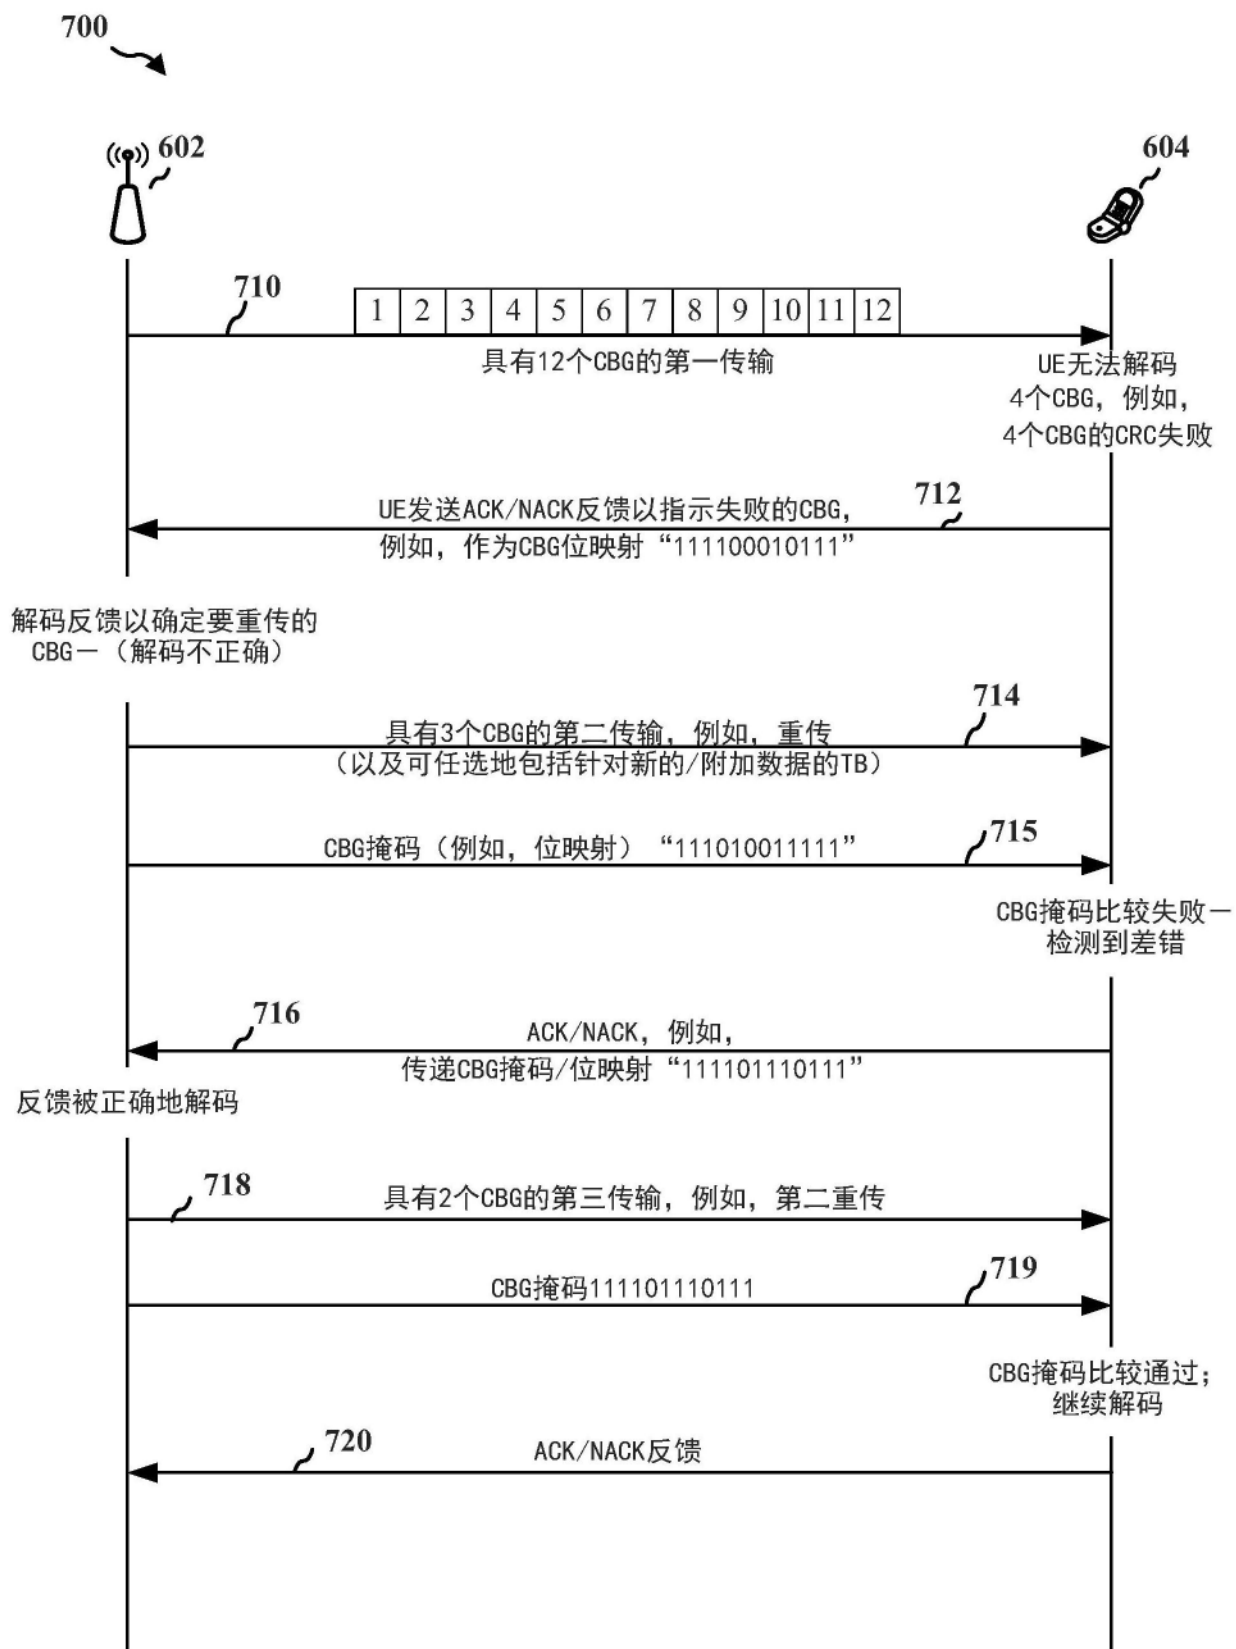 700
602
604
710
1 2 3 4 5 6 7 8 9 10 11 12
具有12个CBG的第一传输
UE无法解码
4个CBG，例如，
4个CBG的CRC失败
712
UE发送ACK/NACK反馈以指示失败的CBG，
例如，作为CBG位映射“111100010111”
解码反馈以确定要重传的
CBG－（解码不正确）
714
具有3个CBG的第二传输，例如，重传
（以及可任选地包括针对新的/附加数据的TB）
715
CBG掩码（例如，位映射）“111010011111”
CBG掩码比较失败－
检测到差错
716
ACK/NACK，例如，
传递CBG掩码/位映射“111101110111”
反馈被正确地解码
718
具有2个CBG的第三传输，例如，第二重传
719
CBG掩码111101110111
CBG掩码比较通过；
继续解码
720
ACK/NACK反馈